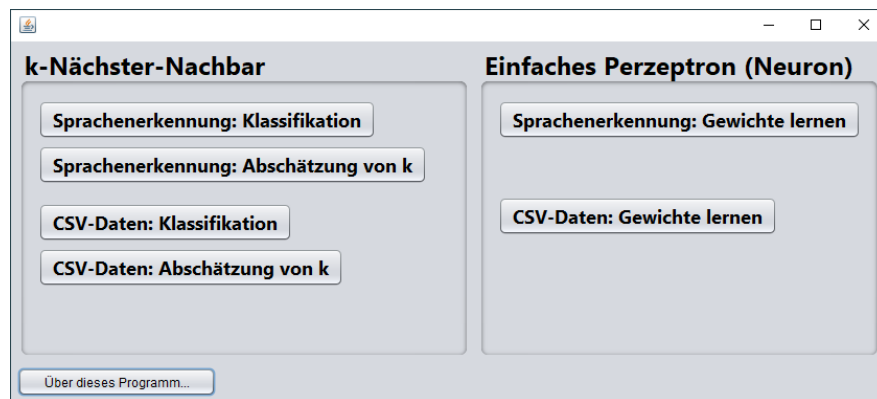 k-Nächster-Nachbar
Sprachenerkennung: Klassifikation
Sprachenerkennung: Abschätzung von k
CSV-Daten: Klassifikation
CSV-Daten: Abschätzung von k
Einfaches Perzeptron (Neuron)
Sprachenerkennung: Gewichte lernen
CSV-Daten: Gewichte lernen
Über dieses Programm...